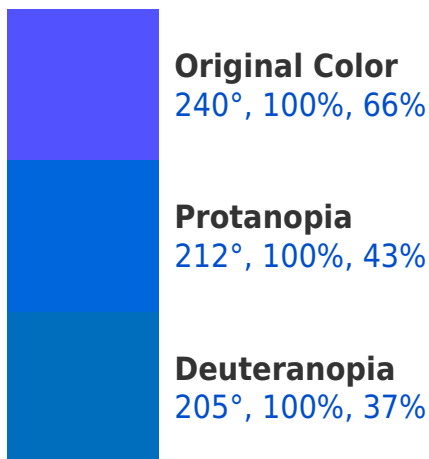 Original Color
240°, 100%, 66%
Protanopia
212°, 100%, 43%
Deuteranopia
205°, 100%, 37%